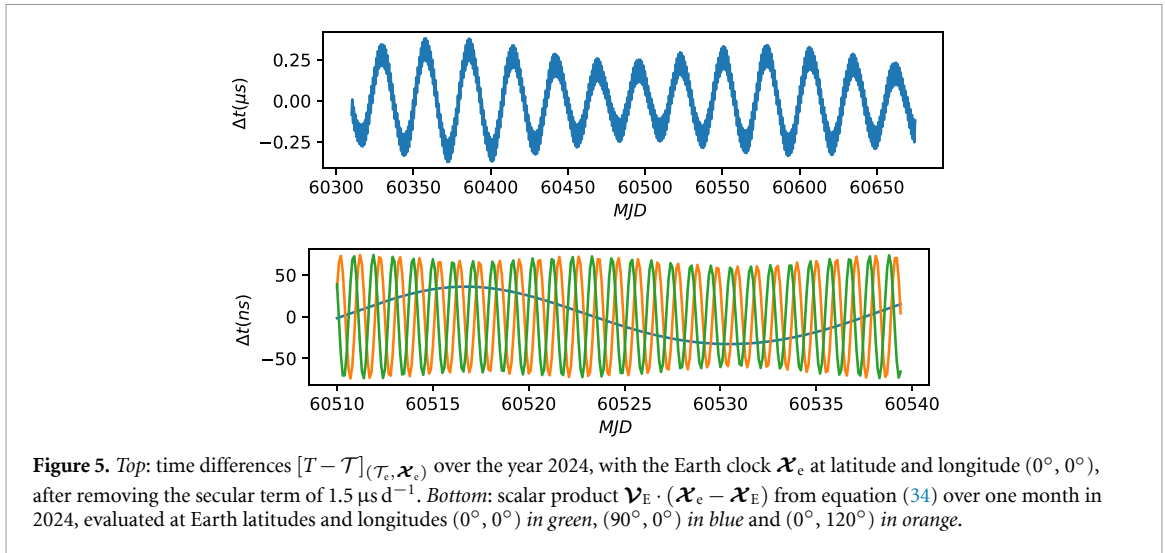 0.25
0.00
−0.25
Δt(μs)
60300 60350 60400 60450 60500 60550 60600 60650
MJD
50
0
−50
Δt(ns)
60510 60515 60520 60525 60530 60535 60540
MJD
Figure 5. Top: time differences [T − 𝒯](𝒯ₑ,𝓧ₑ) over the year 2024, with the Earth clock 𝓧ₑ at latitude and longitude (0°, 0°),
after removing the secular term of 1.5 μs d⁻¹. Bottom: scalar product 𝓥_E · (𝓧ₑ − 𝓧_E) from equation (34) over one month in
2024, evaluated at Earth latitudes and longitudes (0°, 0°) in green, (90°, 0°) in blue and (0°, 120°) in orange.